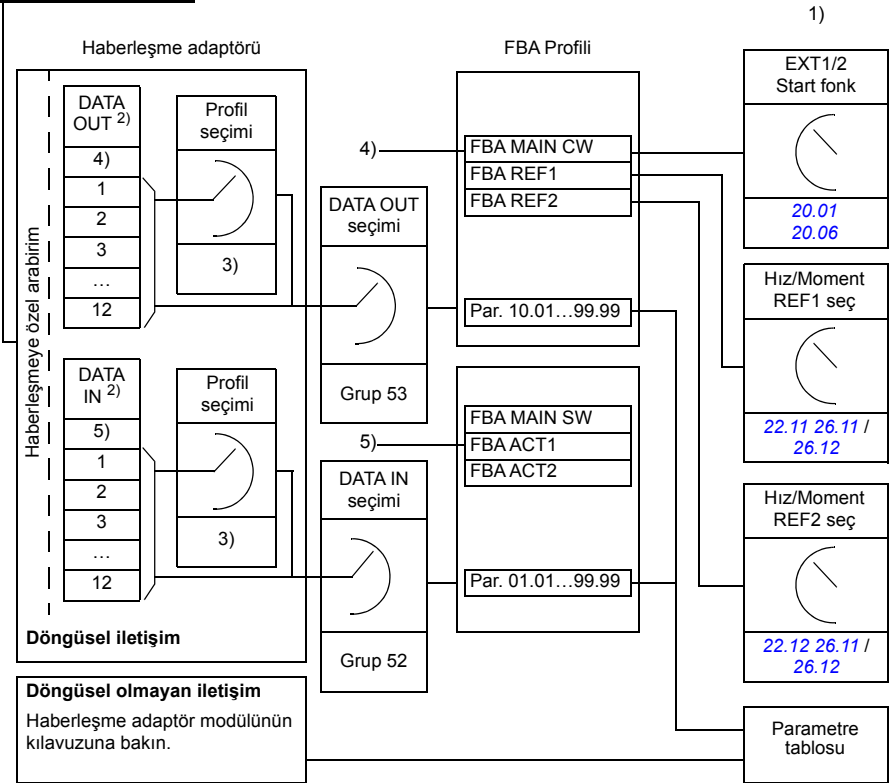 1)
Haberleşme adaptörü
FBA Profili
Haberleşmeye özel arabirim
DATA
OUT 2)
4)
1
2
3
…
12
Profil
seçimi
3)
DATA
IN 2)
5)
1
2
3
…
12
Profil
seçimi
3)
Döngüsel iletişim
DATA OUT
seçimi
Grup 53
DATA IN
seçimi
Grup 52
4)
FBA MAIN CW
FBA REF1
FBA REF2
Par. 10.01…99.99
5)
FBA MAIN SW
FBA ACT1
FBA ACT2
Par. 01.01…99.99
EXT1/2
Start fonk
20.01
20.06
Hız/Moment
REF1 seç
22.11 26.11 /
26.12
Hız/Moment
REF2 seç
22.12 26.11 /
26.12
Döngüsel olmayan iletişim
Haberleşme adaptör modülünün
kılavuzuna bakın.
Parametre
tablosu